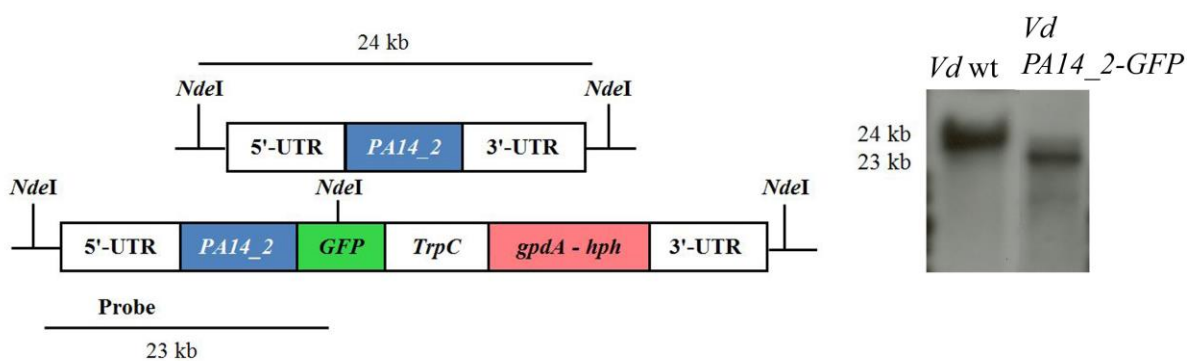 24 kb
NdeI
NdeI
5'-UTR PA14_2 3'-UTR
NdeI
NdeI
NdeI
5'-UTR PA14_2 GFP TrpC gpdA - hph 3'-UTR
Probe
23 kb
Vd
Vd wt PA14_2-GFP
24 kb
23 kb